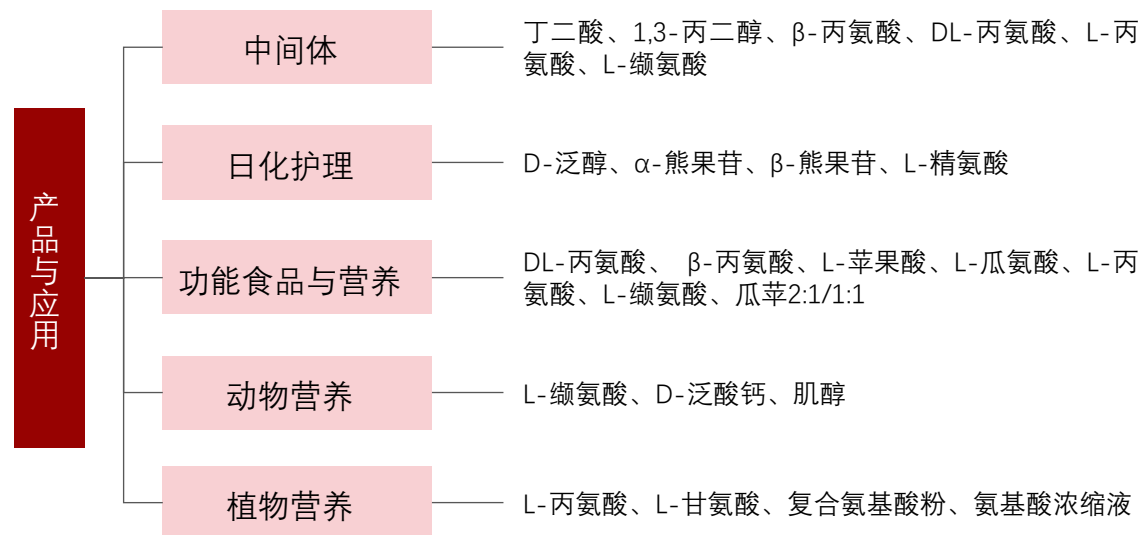 产品与应用
中间体
丁二酸、1,3-丙二醇、β-丙氨酸、DL-丙氨酸、L-丙
氨酸、L-缬氨酸
日化护理
D-泛醇、α-熊果苷、β-熊果苷、L-精氨酸
功能食品与营养
DL-丙氨酸、 β-丙氨酸、L-苹果酸、L-瓜氨酸、L-丙
氨酸、L-缬氨酸、瓜苹2:1/1:1
动物营养
L-缬氨酸、D-泛酸钙、肌醇
植物营养
L-丙氨酸、L-甘氨酸、复合氨基酸粉、氨基酸浓缩液